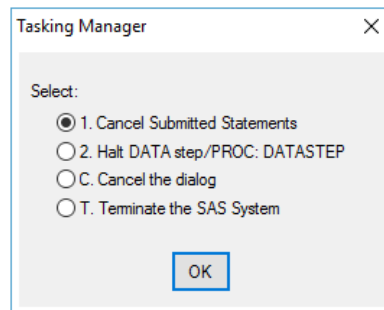 Tasking Manager
Select:
1. Cancel Submitted Statements
2. Halt DATA step/PROC: DATASTEP
C. Cancel the dialog
T. Terminate the SAS System
OK